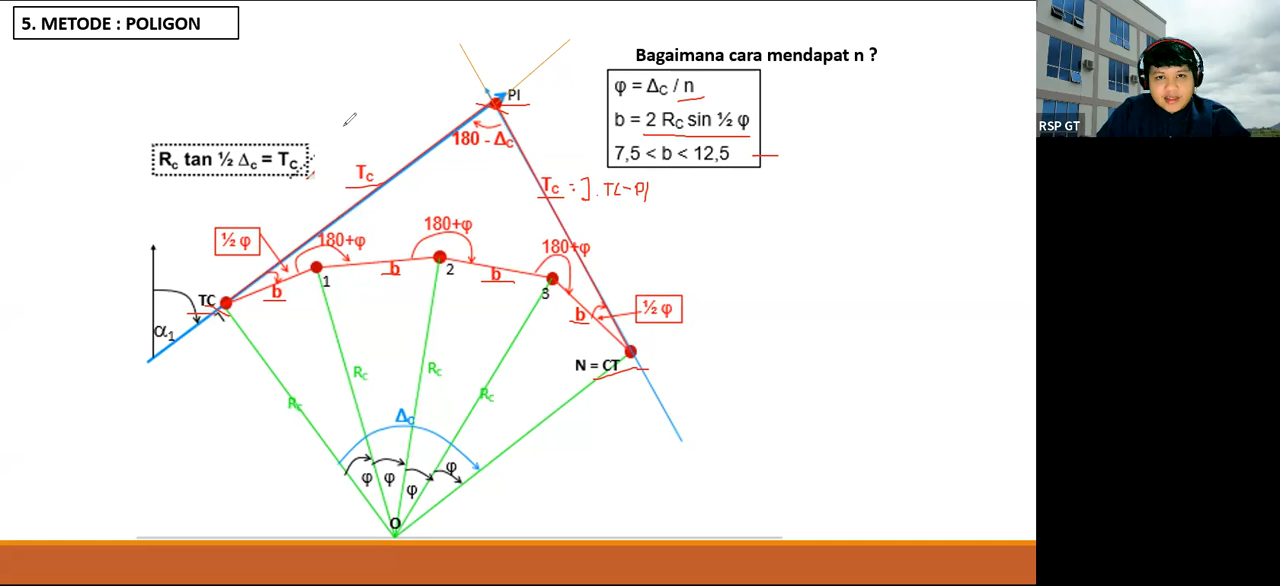 5. METODE : POLIGON
Bagaimana cara mendapat n ?
φ = Δc / n
b = 2 Rc sin ½ φ
7,5 < b < 12,5
RSP GT
PI
180 - Δc
Rc tan ½ Δc = Tc
Tc
Tc = J. TC-PI
½ φ
180+φ
180+φ
180+φ
b
b
b
b
1
2
3
TC
α1
½ φ
N = CT
Rc
Rc
Rc
Rc
Δc
φ
φ
φ
φ
O